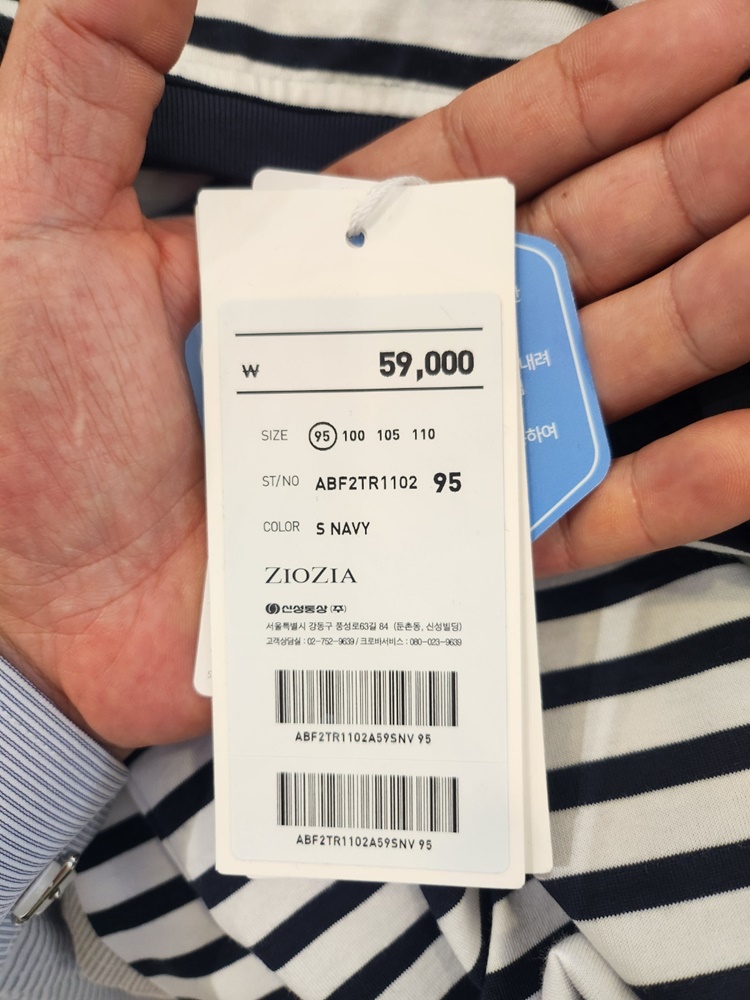 ₩ 59,000
SIZE 95 100 105 110
ST/NO ABF2TR1102 95
COLOR S NAVY
ZIOZIA
신성통상 (주)
서울특별시 강동구 풍성로63길 84 (둔촌동, 신성빌딩)
고객상담실 : 02-752-9639 / 크로바서비스 : 080-023-9639
ABF2TR1102A59SNV 95
ABF2TR1102A59SNV 95
내려
하여